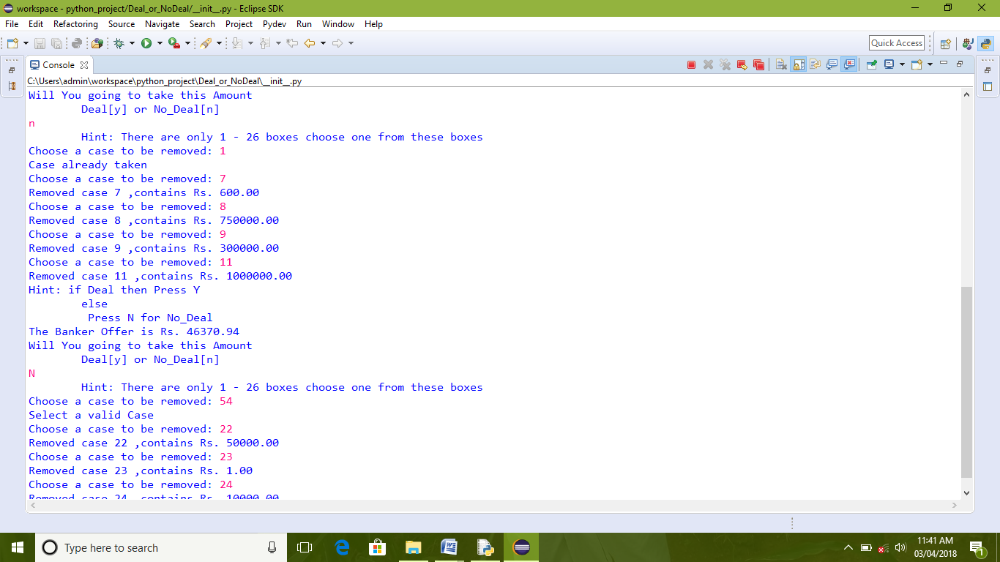 workspace - python_project/Deal_or_NoDeal/__init__.py - Eclipse SDK
File Edit Refactoring Source Navigate Search Project Pydev Run Window Help
Quick Access
Console
C:\Users\admin\workspace\python_project\Deal_or_NoDeal\__init__.py
Will You going to take this Amount
Deal[y] or No_Deal[n]
n
Hint: There are only 1 - 26 boxes choose one from these boxes
Choose a case to be removed: 1
Case already taken
Choose a case to be removed: 7
Removed case 7 ,contains Rs. 600.00
Choose a case to be removed: 8
Removed case 8 ,contains Rs. 750000.00
Choose a case to be removed: 9
Removed case 9 ,contains Rs. 300000.00
Choose a case to be removed: 11
Removed case 11 ,contains Rs. 1000000.00
Hint: if Deal then Press Y
else
Press N for No_Deal
The Banker Offer is Rs. 46370.94
Will You going to take this Amount
Deal[y] or No_Deal[n]
N
Hint: There are only 1 - 26 boxes choose one from these boxes
Choose a case to be removed: 54
Select a valid Case
Choose a case to be removed: 22
Removed case 22 ,contains Rs. 50000.00
Choose a case to be removed: 23
Removed case 23 ,contains Rs. 1.00
Choose a case to be removed: 24
Removed case 24 ,contains Rs. 10000.00
Type here to search
11:41 AM
03/04/2018
1